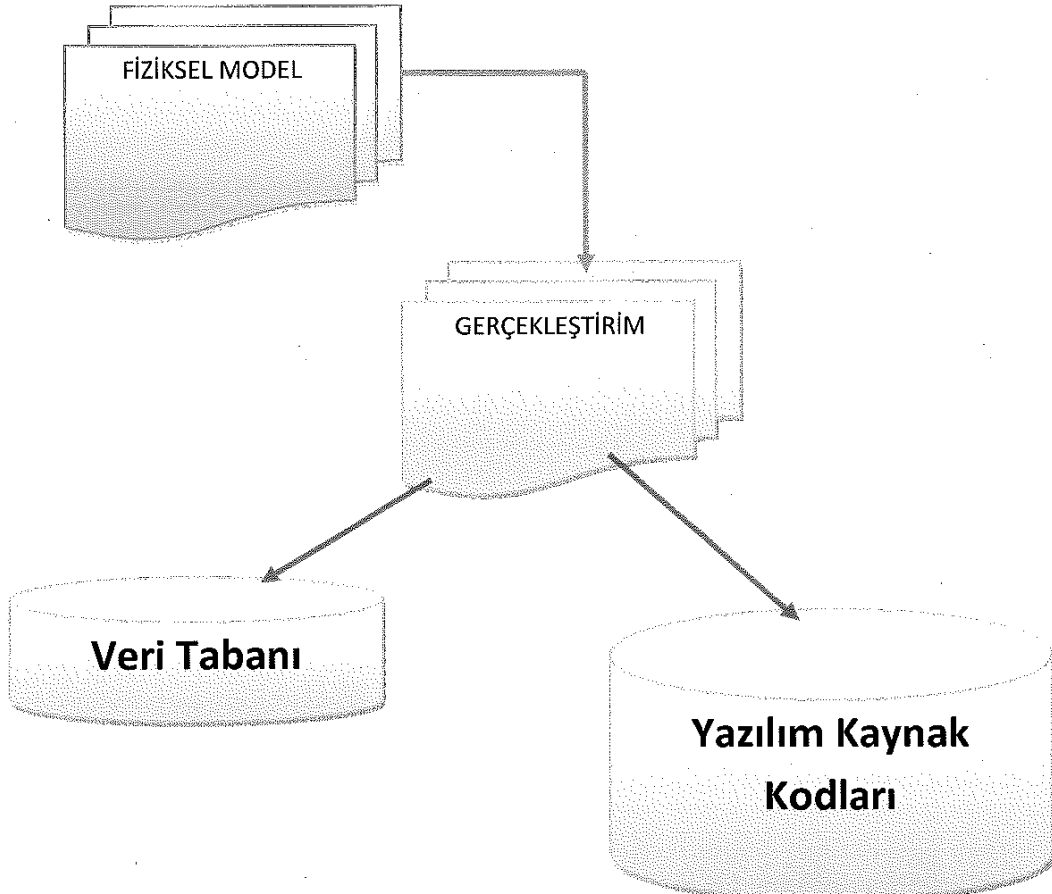 FİZİKSEL MODEL
GERÇEKLEŞTİRİM
Veri Tabanı
Yazılım Kaynak
Kodları